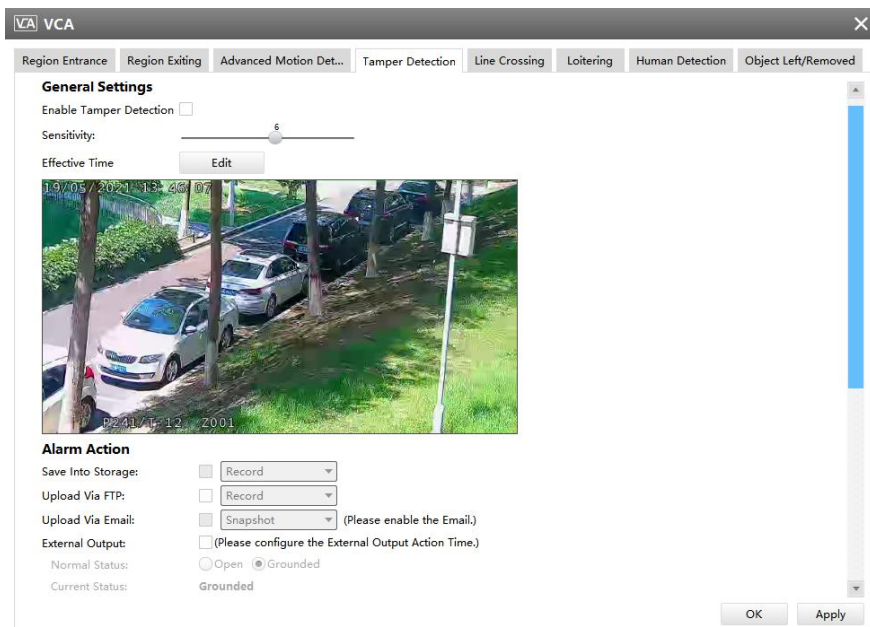 VCA VCA
Region Entrance Region Exiting Advanced Motion Det... Tamper Detection Line Crossing Loitering Human Detection Object Left/Removed
General Settings
Enable Tamper Detection
Sensitivity: 6
Effective Time Edit
19/05/2021 13:46:07
P241/T-12 Z001
Alarm Action
Save Into Storage: Record
Upload Via FTP: Record
Upload Via Email: Snapshot (Please enable the Email.)
External Output: (Please configure the External Output Action Time.)
Normal Status: Open Grounded
Current Status: Grounded
OK Apply